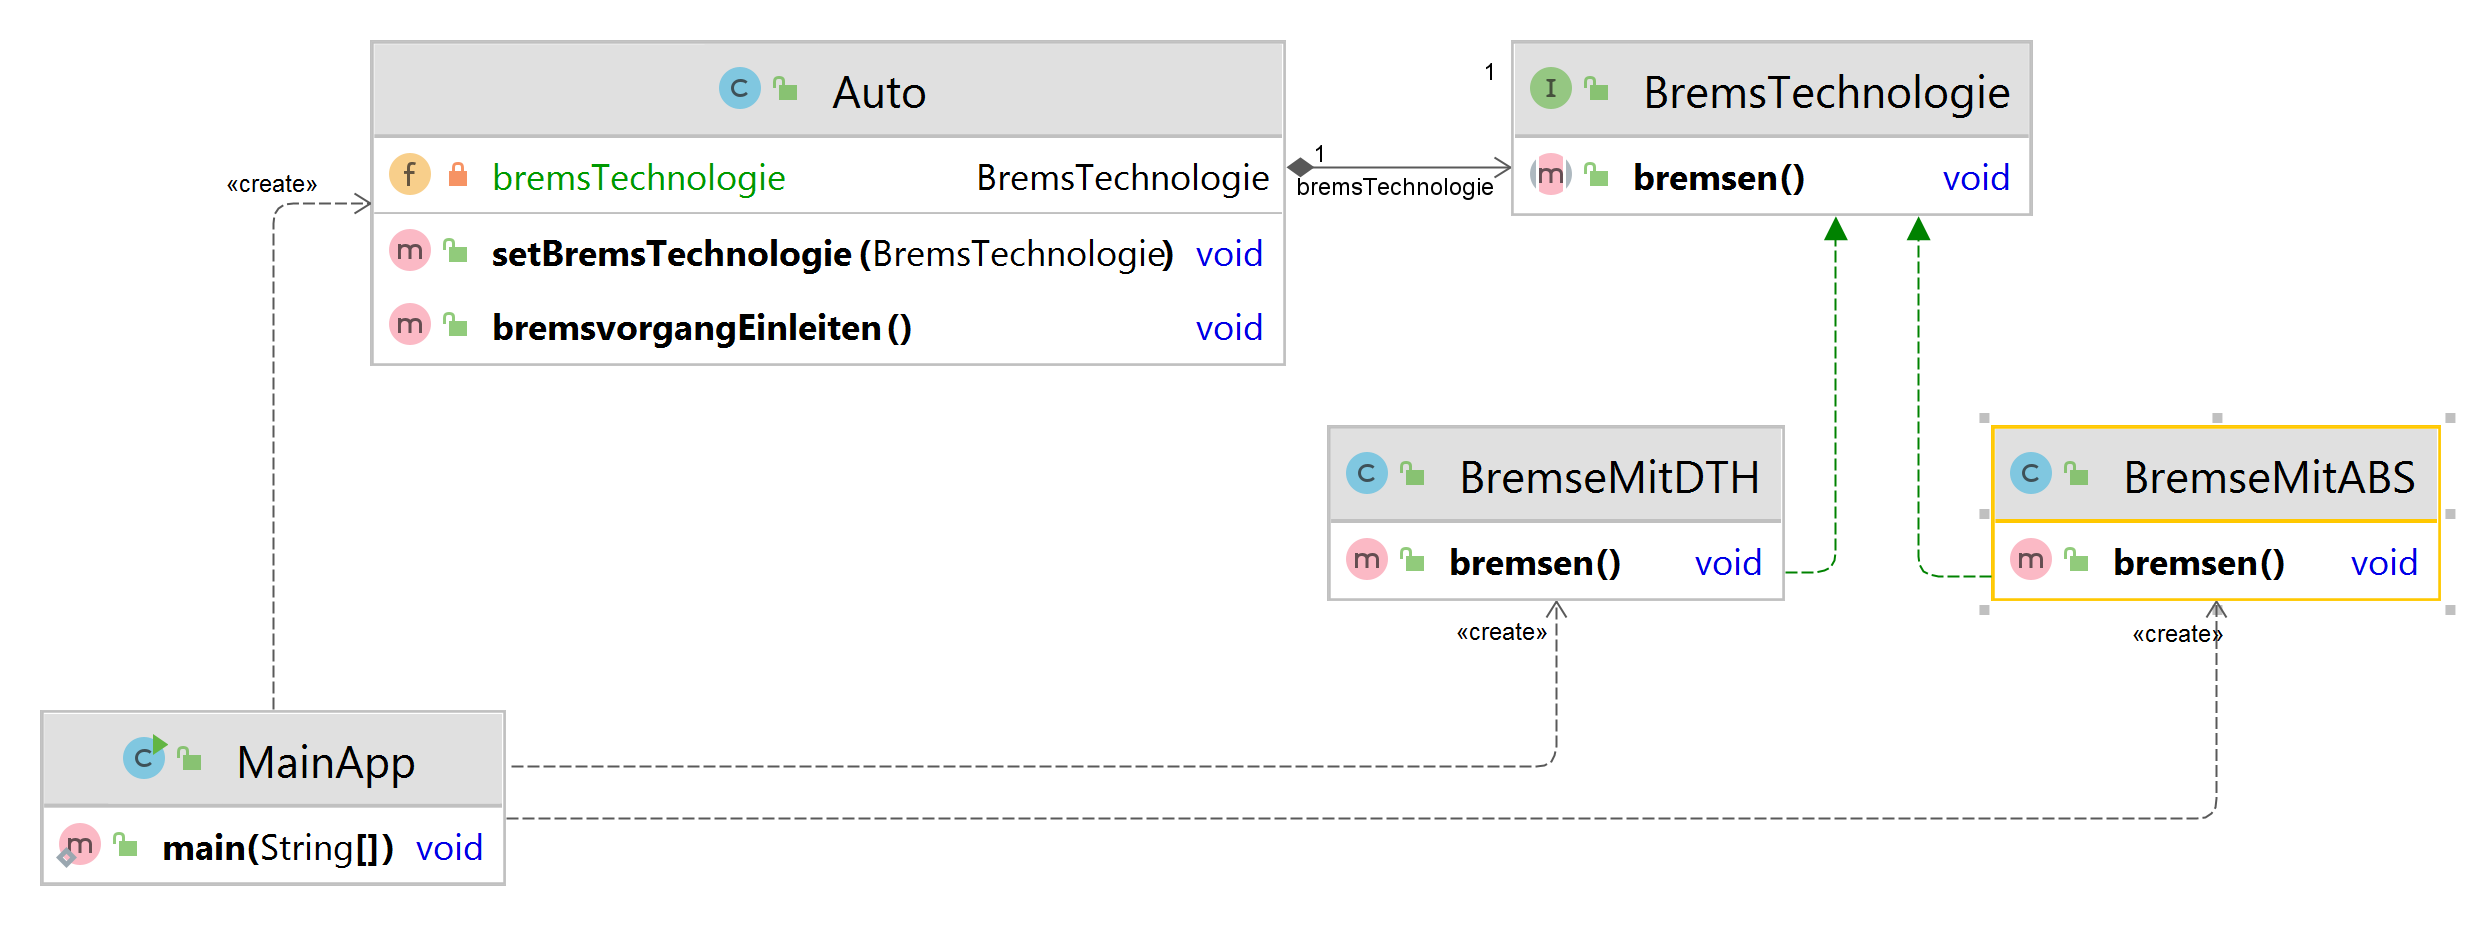 C Auto
f bremsTechnologie BremsTechnologie
m setBremsTechnologie(BremsTechnologie) void
m bremsvorgangEinleiten() void
«create»
1
1
bremsTechnologie
I BremsTechnologie
m bremsen() void
C BremseMitDTH
m bremsen() void
C BremseMitABS
m bremsen() void
«create»
«create»
C MainApp
m main(String[]) void